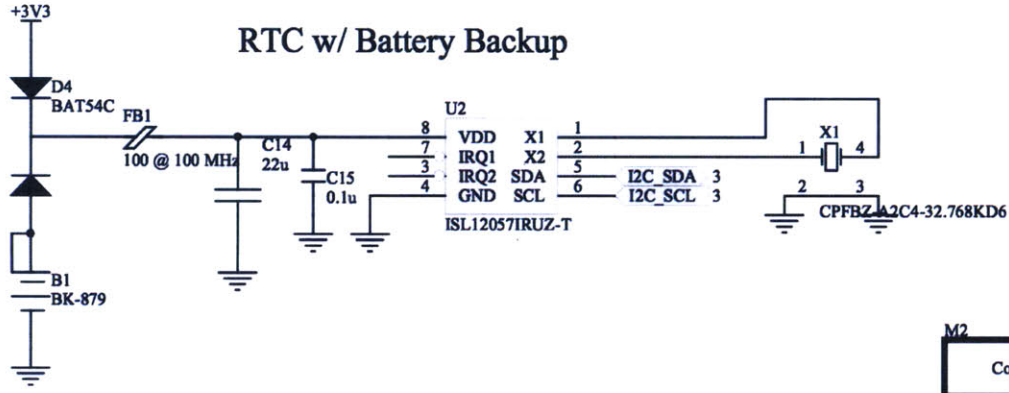 +3V3
RTC w/ Battery Backup
D4
BAT54C
FB1
100 @ 100 MHz
C14
22u
C15
0.1u
U2
8 VDD X1 1
7 IRQ1 X2 2
3 IRQ2 SDA 5 I2C_SDA 3
4 GND SCL 6 I2C_SCL 3
ISL12057IRUZ-T
X1
1 4
2 3
CPFBZ-A2C4-32.768KD6
B1
BK-879
M2
Co